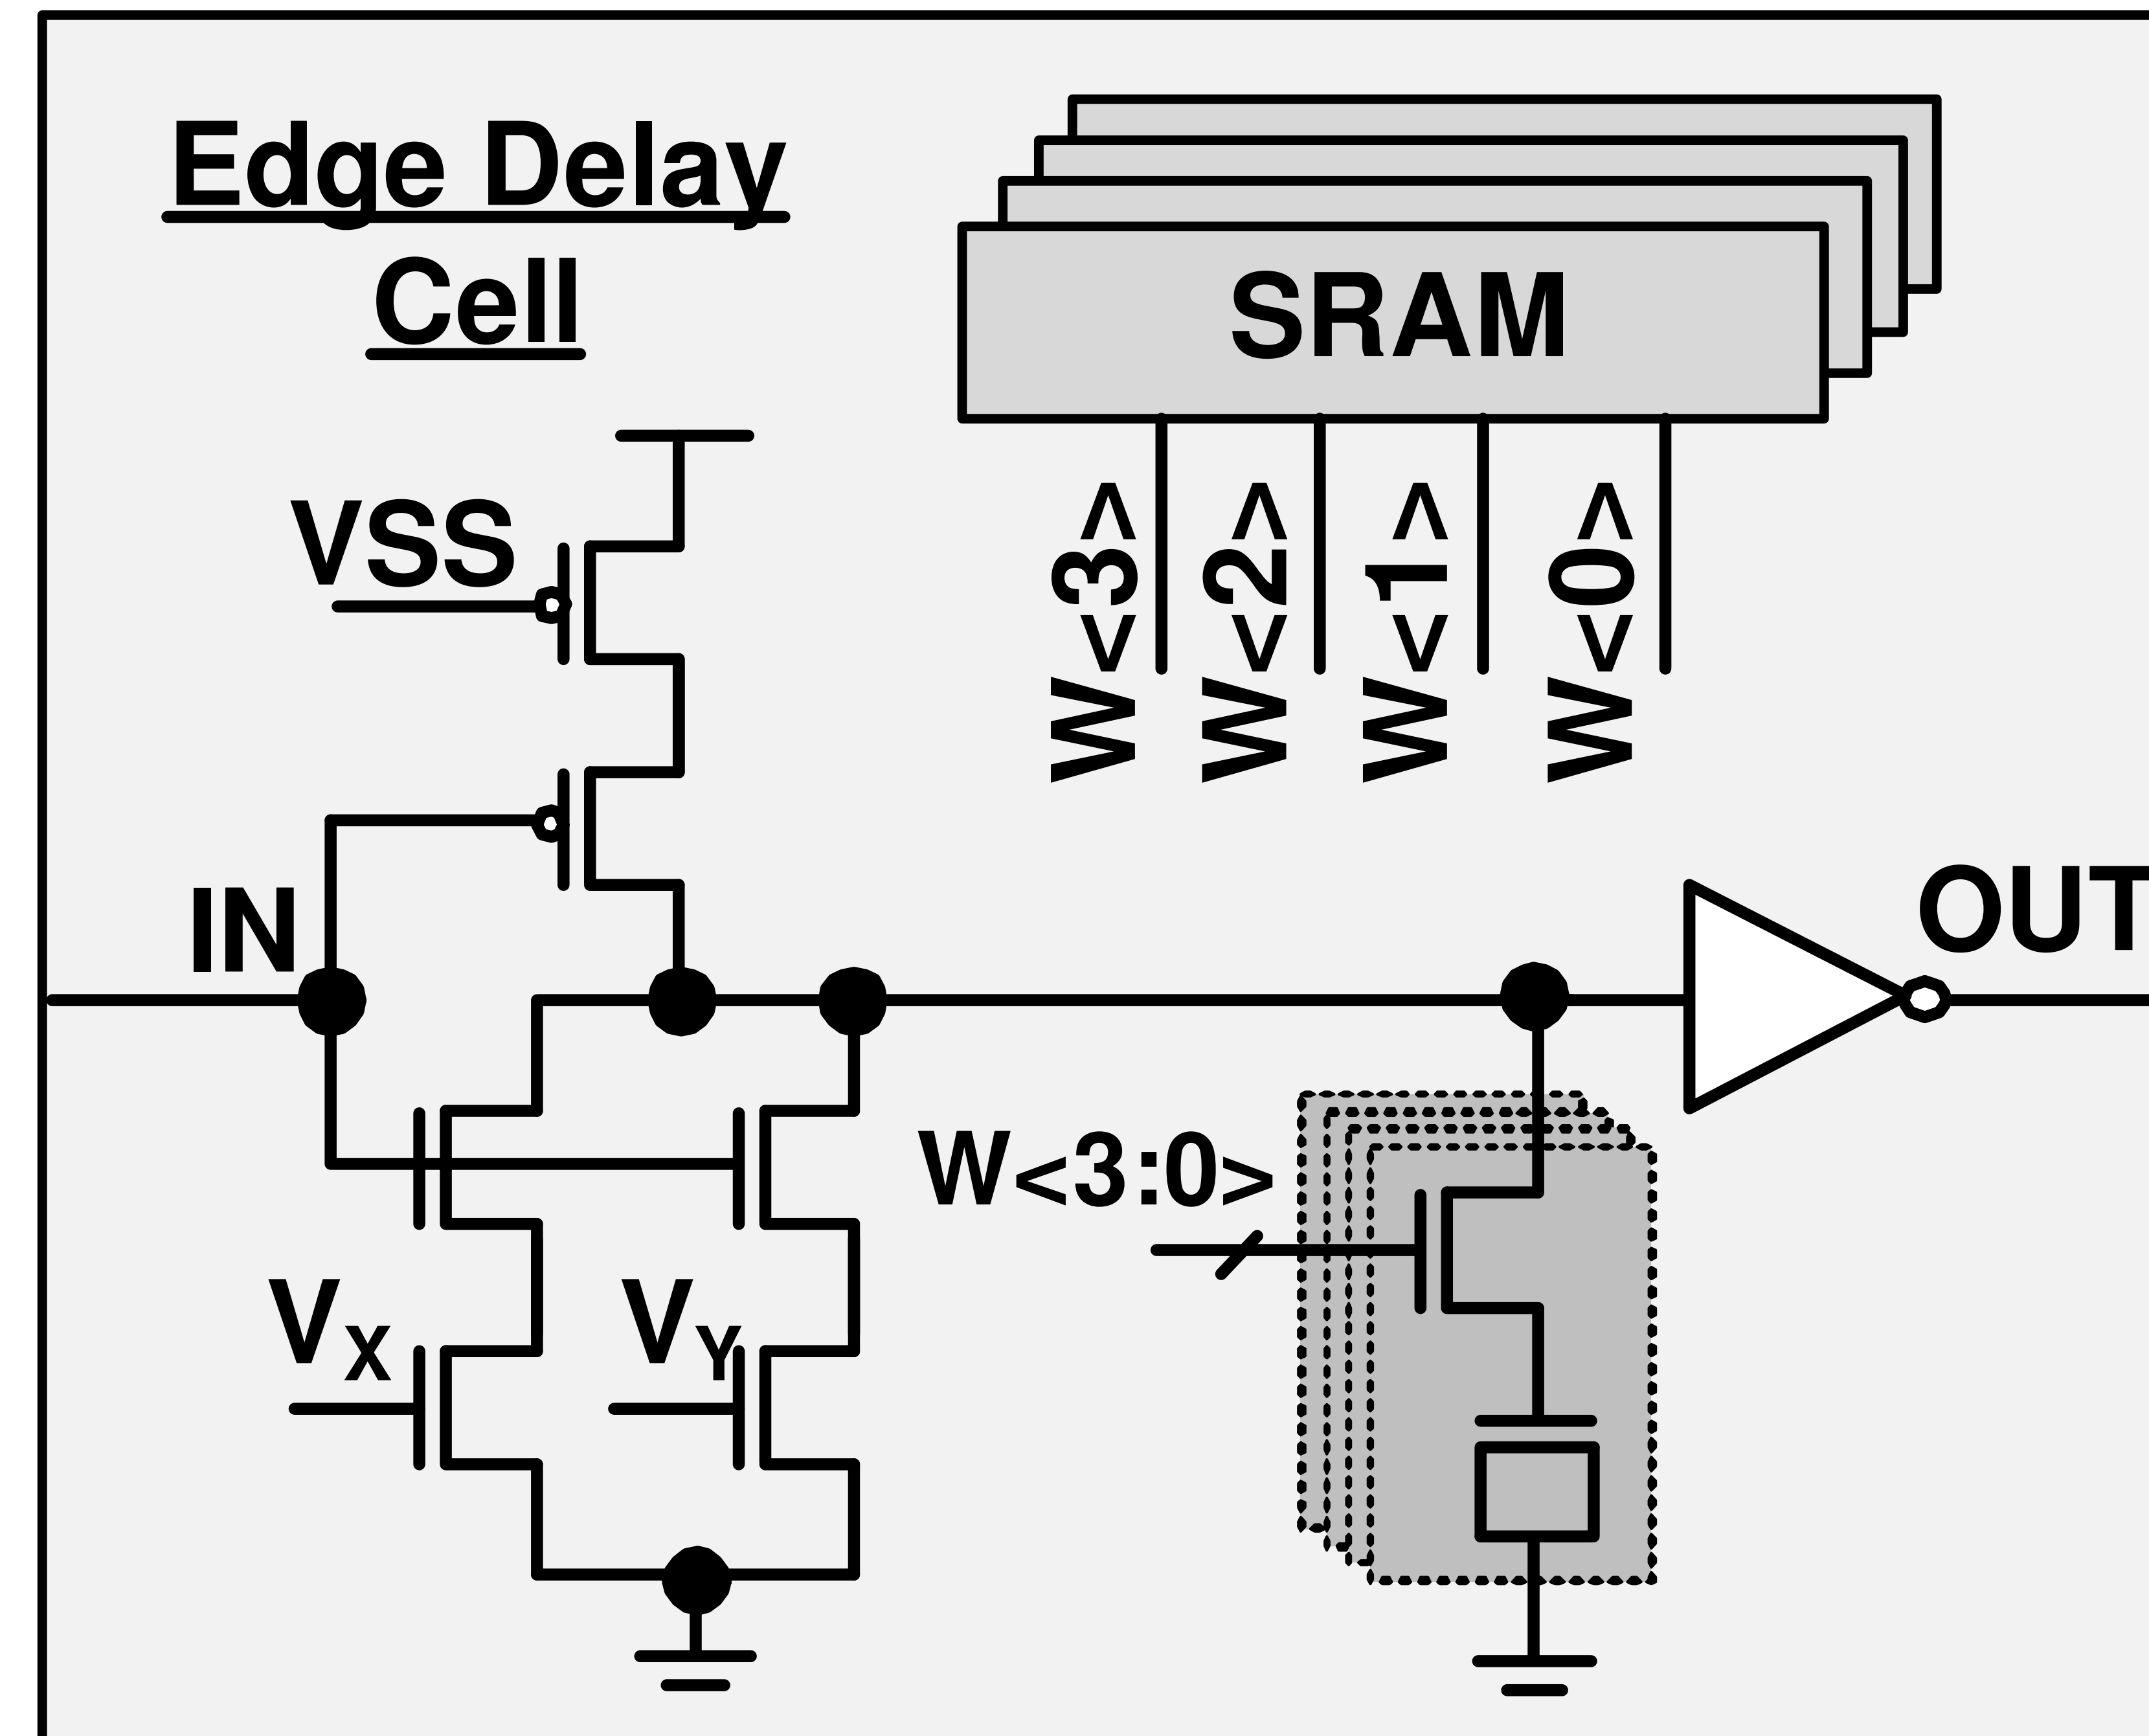 Edge Delay
Cell
SRAM
VSS
W<3>
W<2>
W<1>
W<0>
IN
OUT
W<3:0>
VX
VY